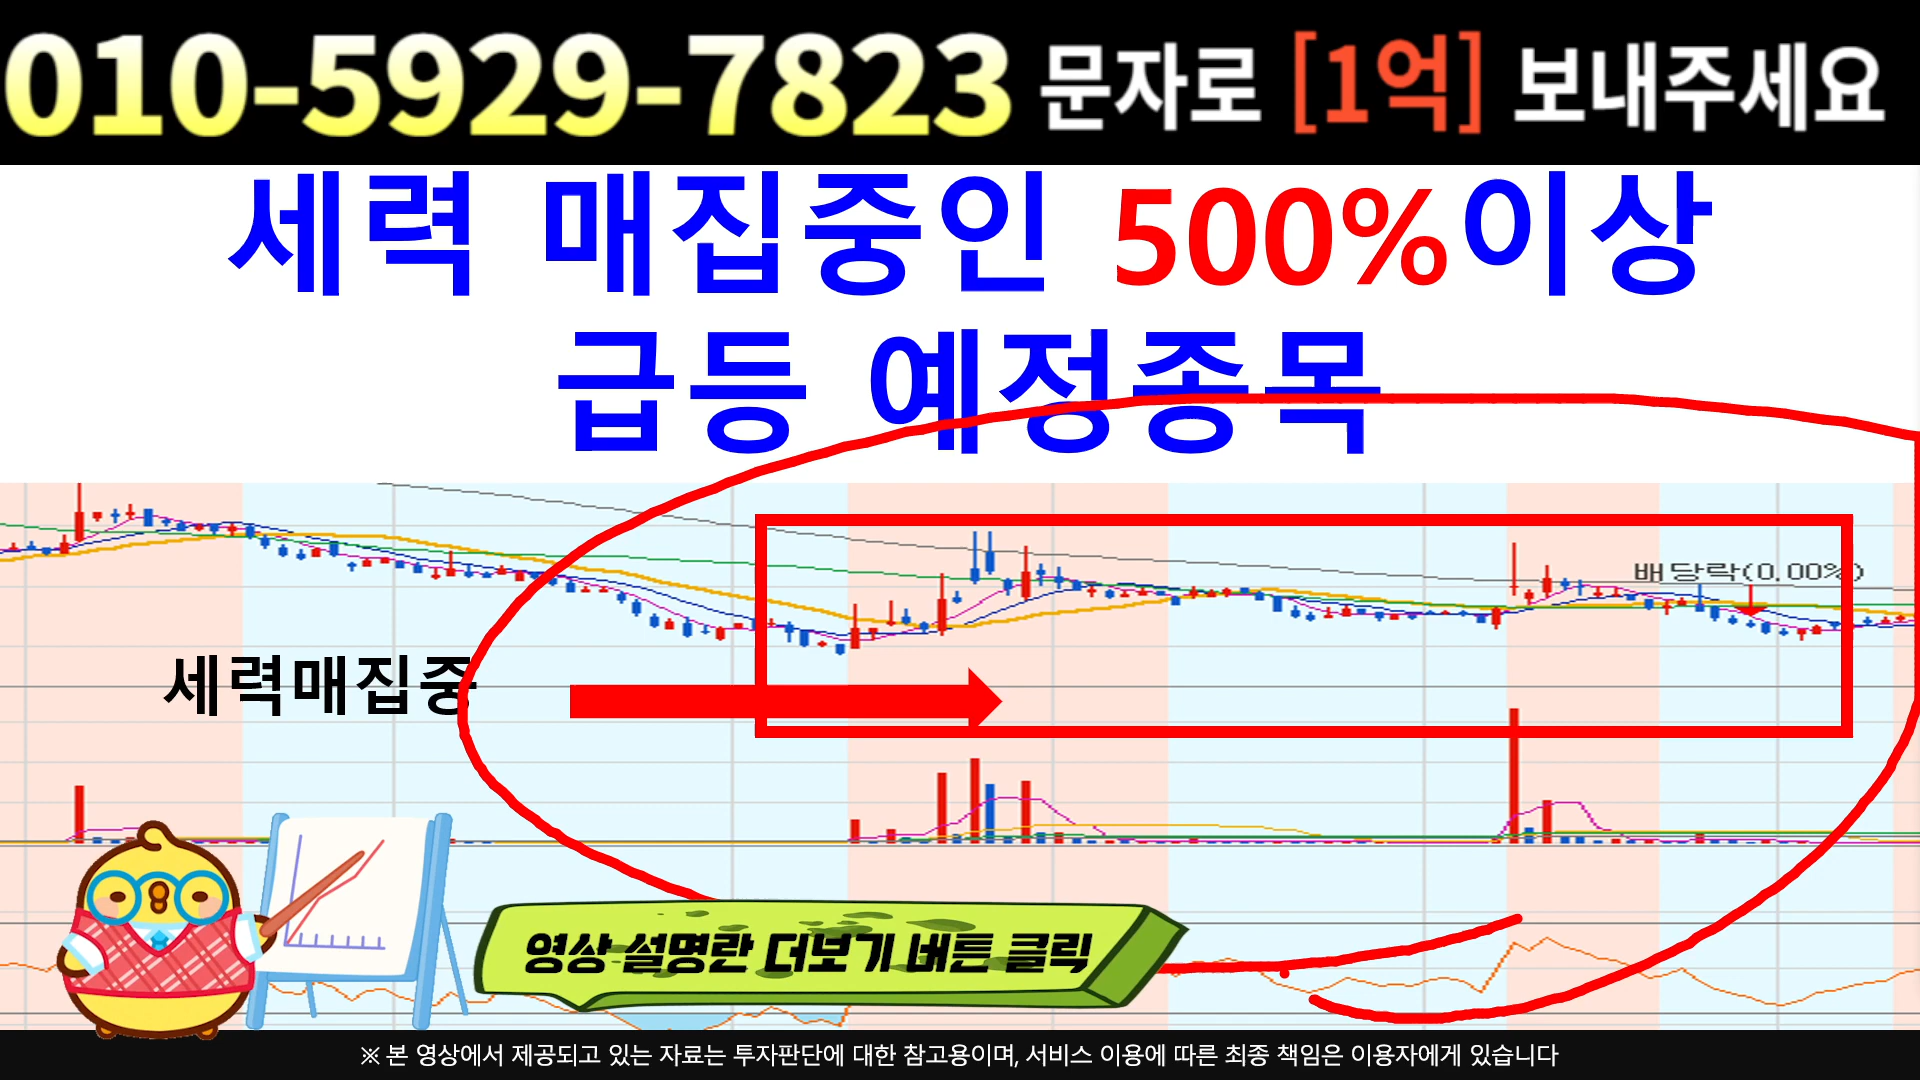 010-5929-7823 문자로 [1억] 보내주세요
세력 매집중인 500%이상
급등 예정종목
배당락(0.00%)
세력매집중
영상 설명란 더보기 버튼 클릭
※ 본 영상에서 제공되고 있는 자료는 투자판단에 대한 참고용이며, 서비스 이용에 따른 최종 책임은 이용자에게 있습니다